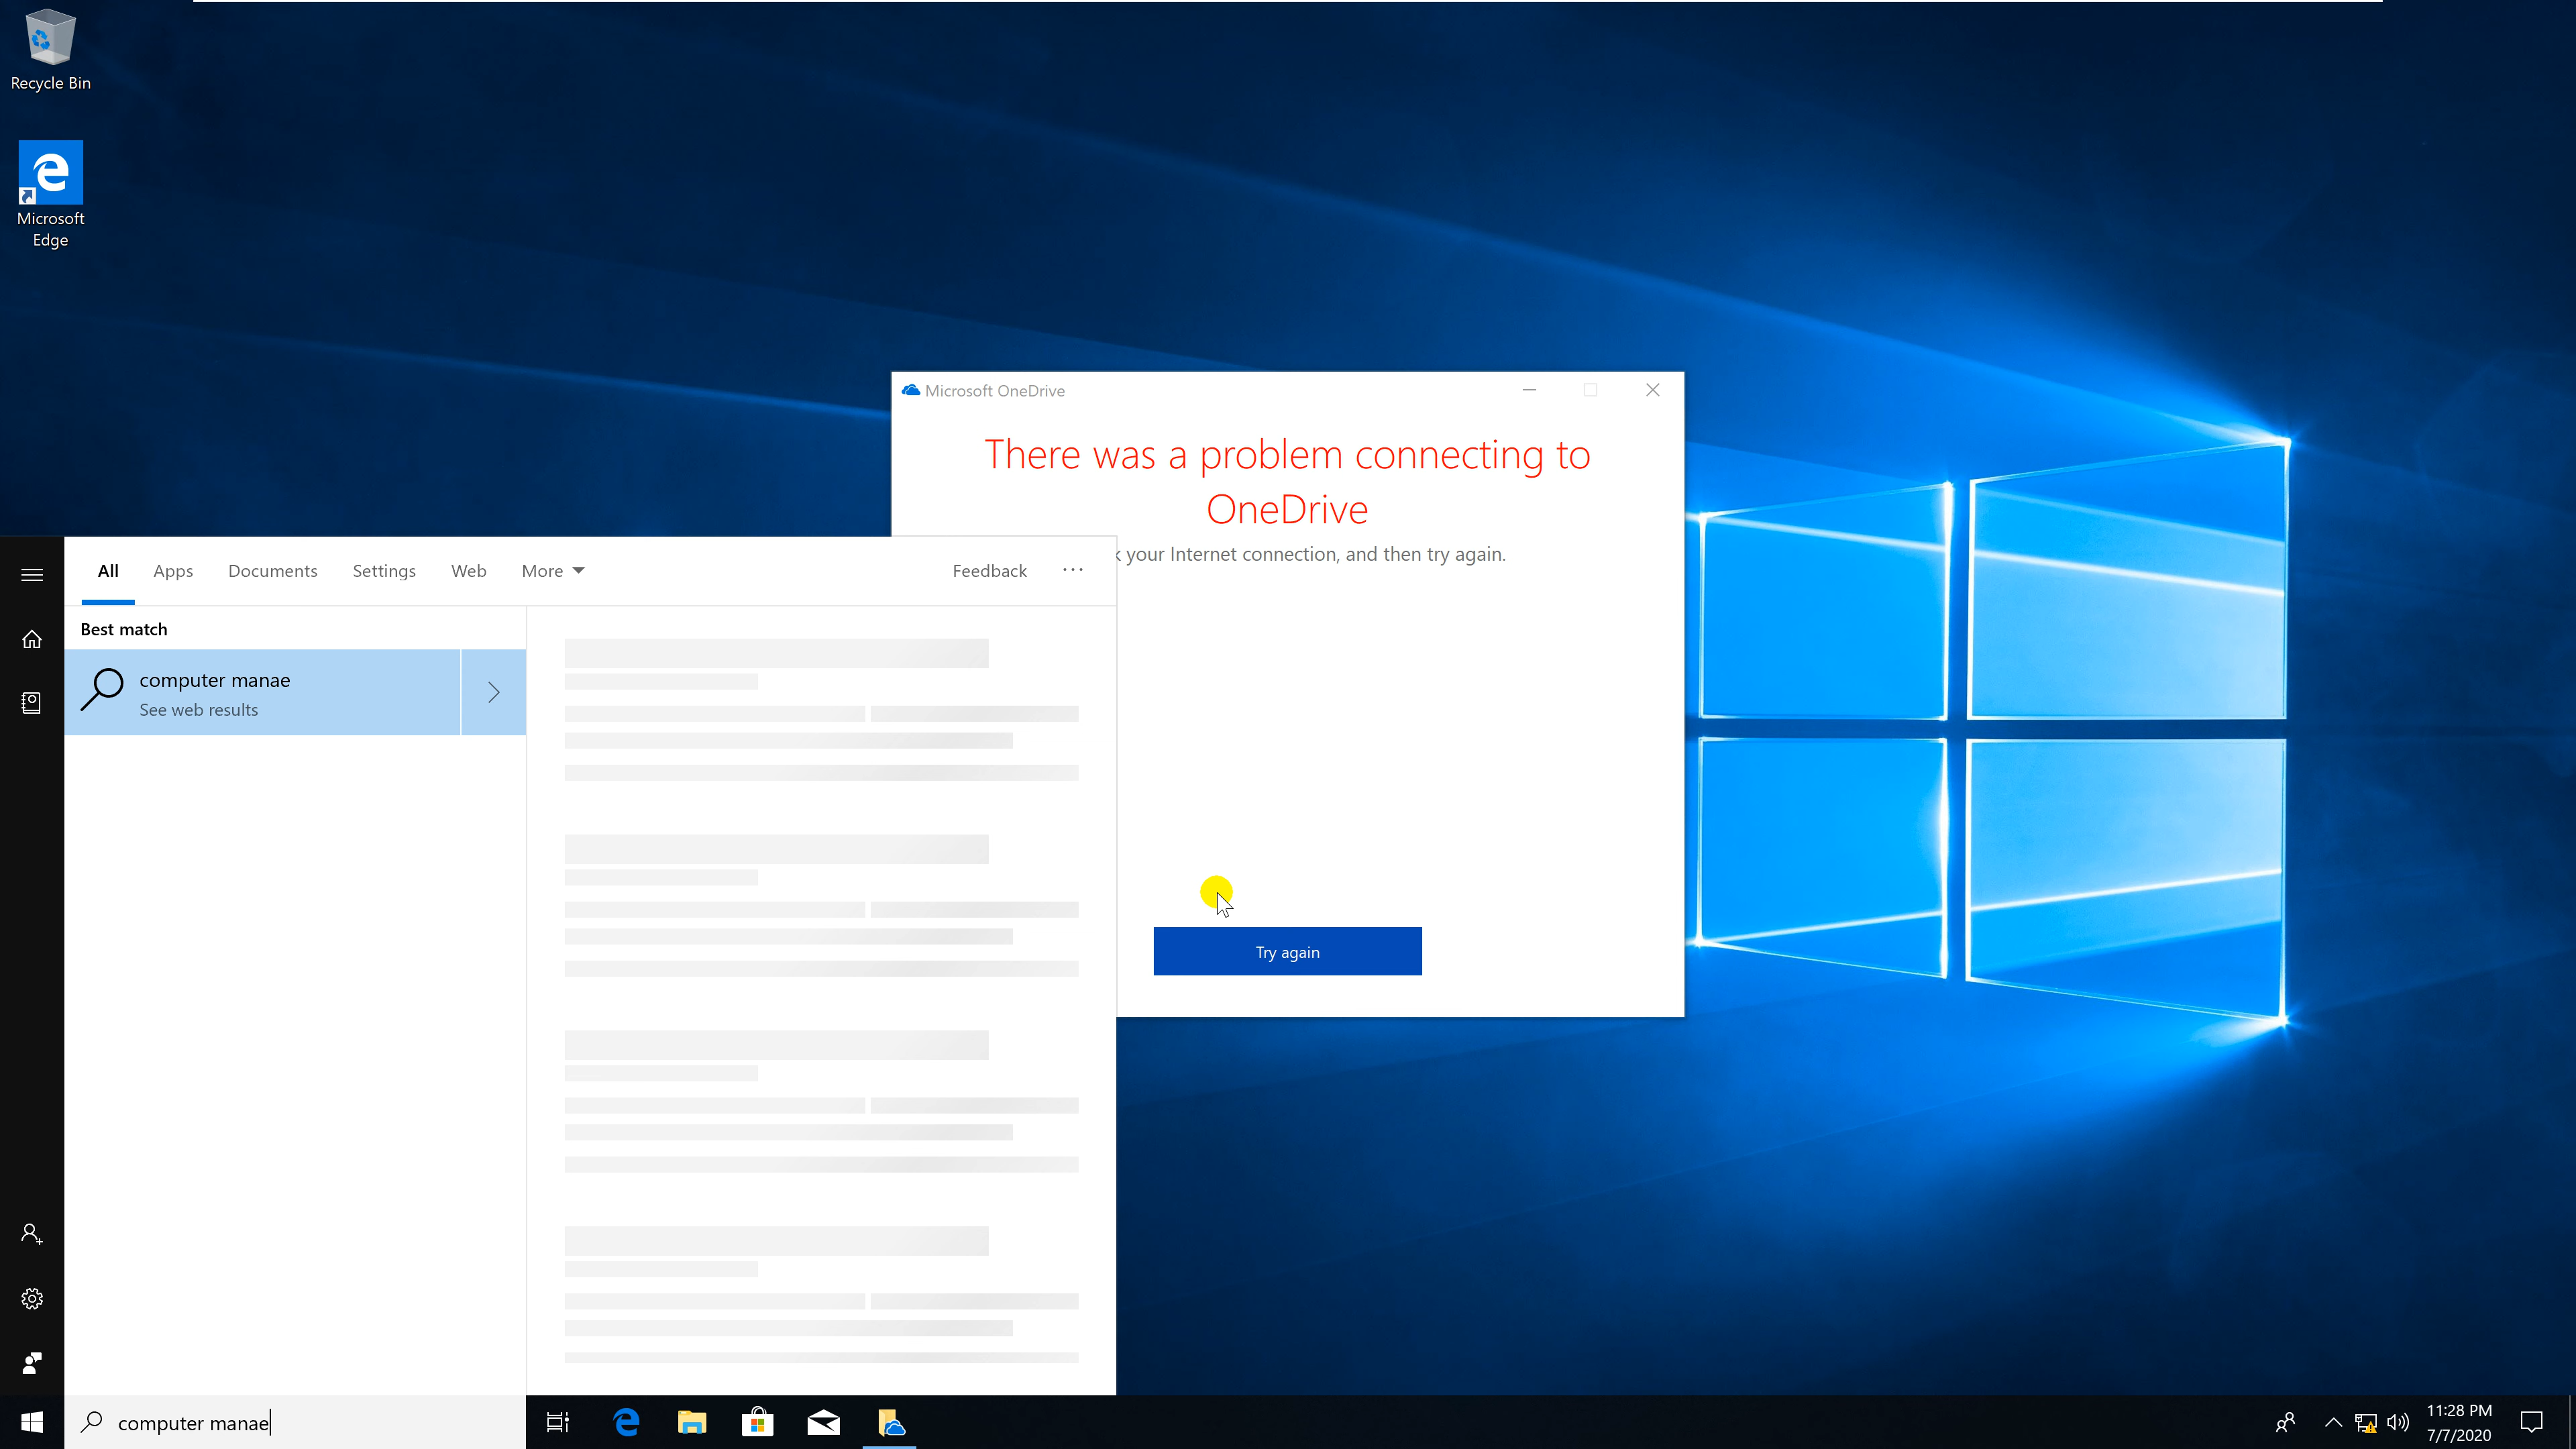 Recycle Bin
Microsoft
Edge
Microsoft OneDrive
There was a problem connecting to
OneDrive
your Internet connection, and then try again.
Try again
All Apps Documents Settings Web More Feedback
Best match
computer manae
See web results
computer manae
11:28 PM
7/7/2020